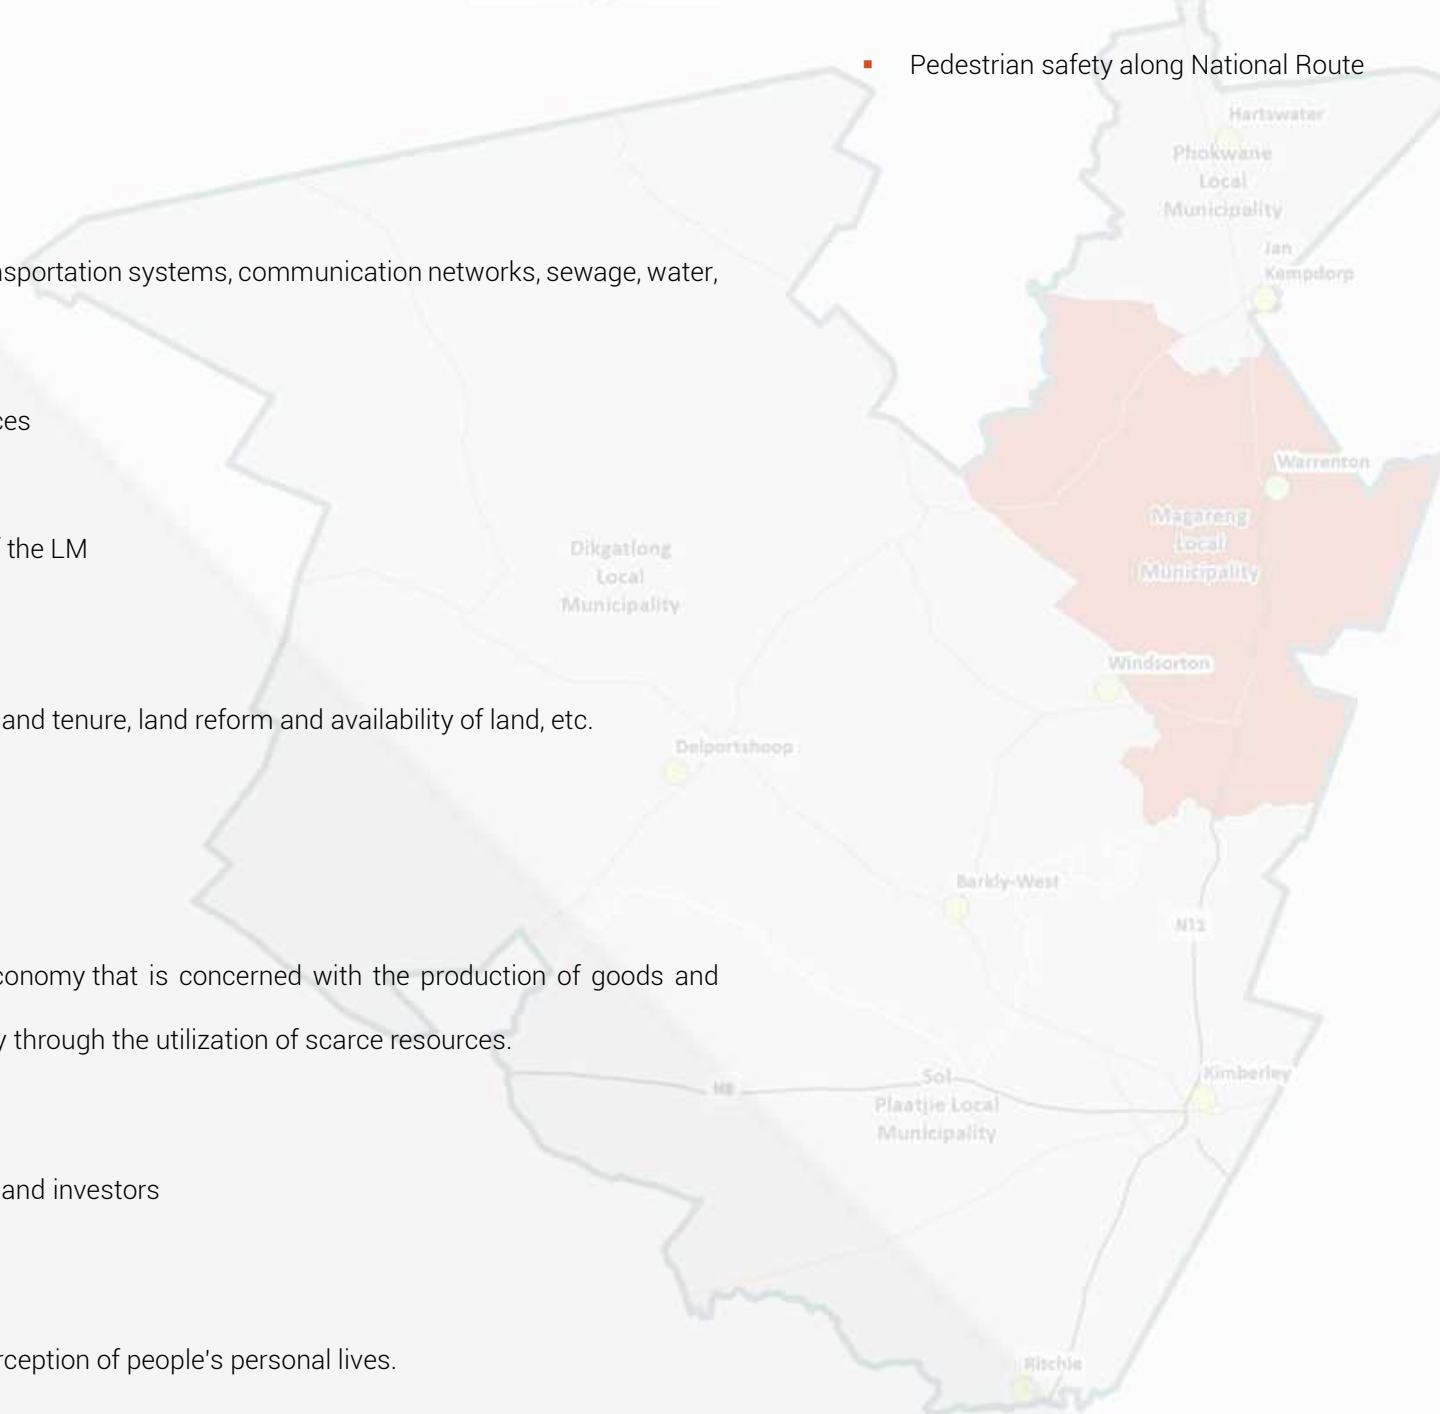 nsportation systems, communication networks, sewage, water,
ces
the LM
and tenure, land reform and availability of land, etc.
conomy that is concerned with the production of goods and
y through the utilization of scarce resources.
and investors
rception of people's personal lives.
▪ Pedestrian safety along National Route
Hartswater
Phokwane
Local
Municipality
Jan
Kempdorp
Warrenton
Magareng
Local
Municipality
Dikgatlong
Local
Municipality
Windsorton
Delportshoop
Barkly-West
N12
Kimberley
N8
Sol
Plaatjie Local
Municipality
Ritchie